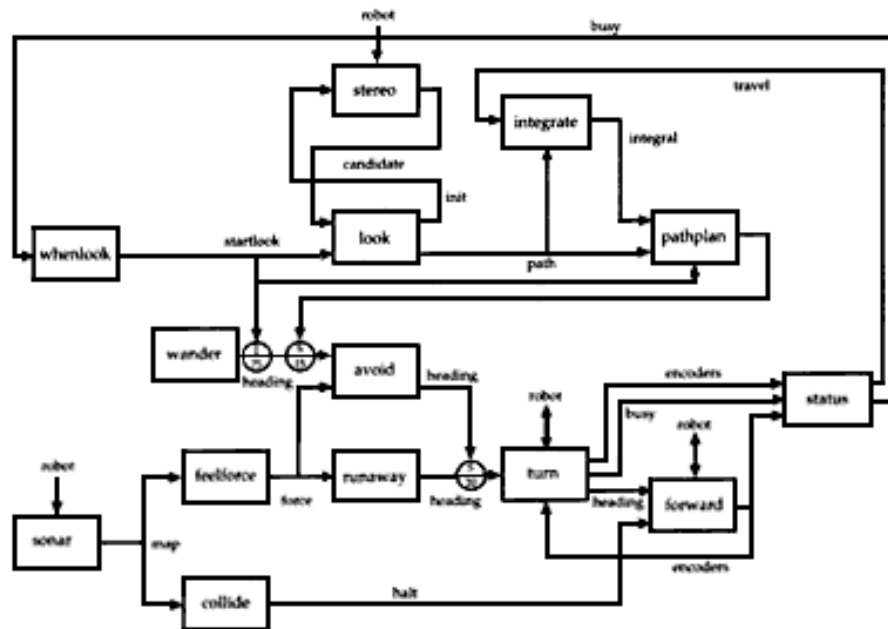 robot
busy
stereo
travel
integrate
integral
candidate
init
whenlook
startlook
look
path
pathplan
wander
heading
avoid
heading
encoders
status
robot
busy
robot
robot
feelforce
force
runaway
heading
turn
heading
forward
sonar
map
encoders
collide
halt